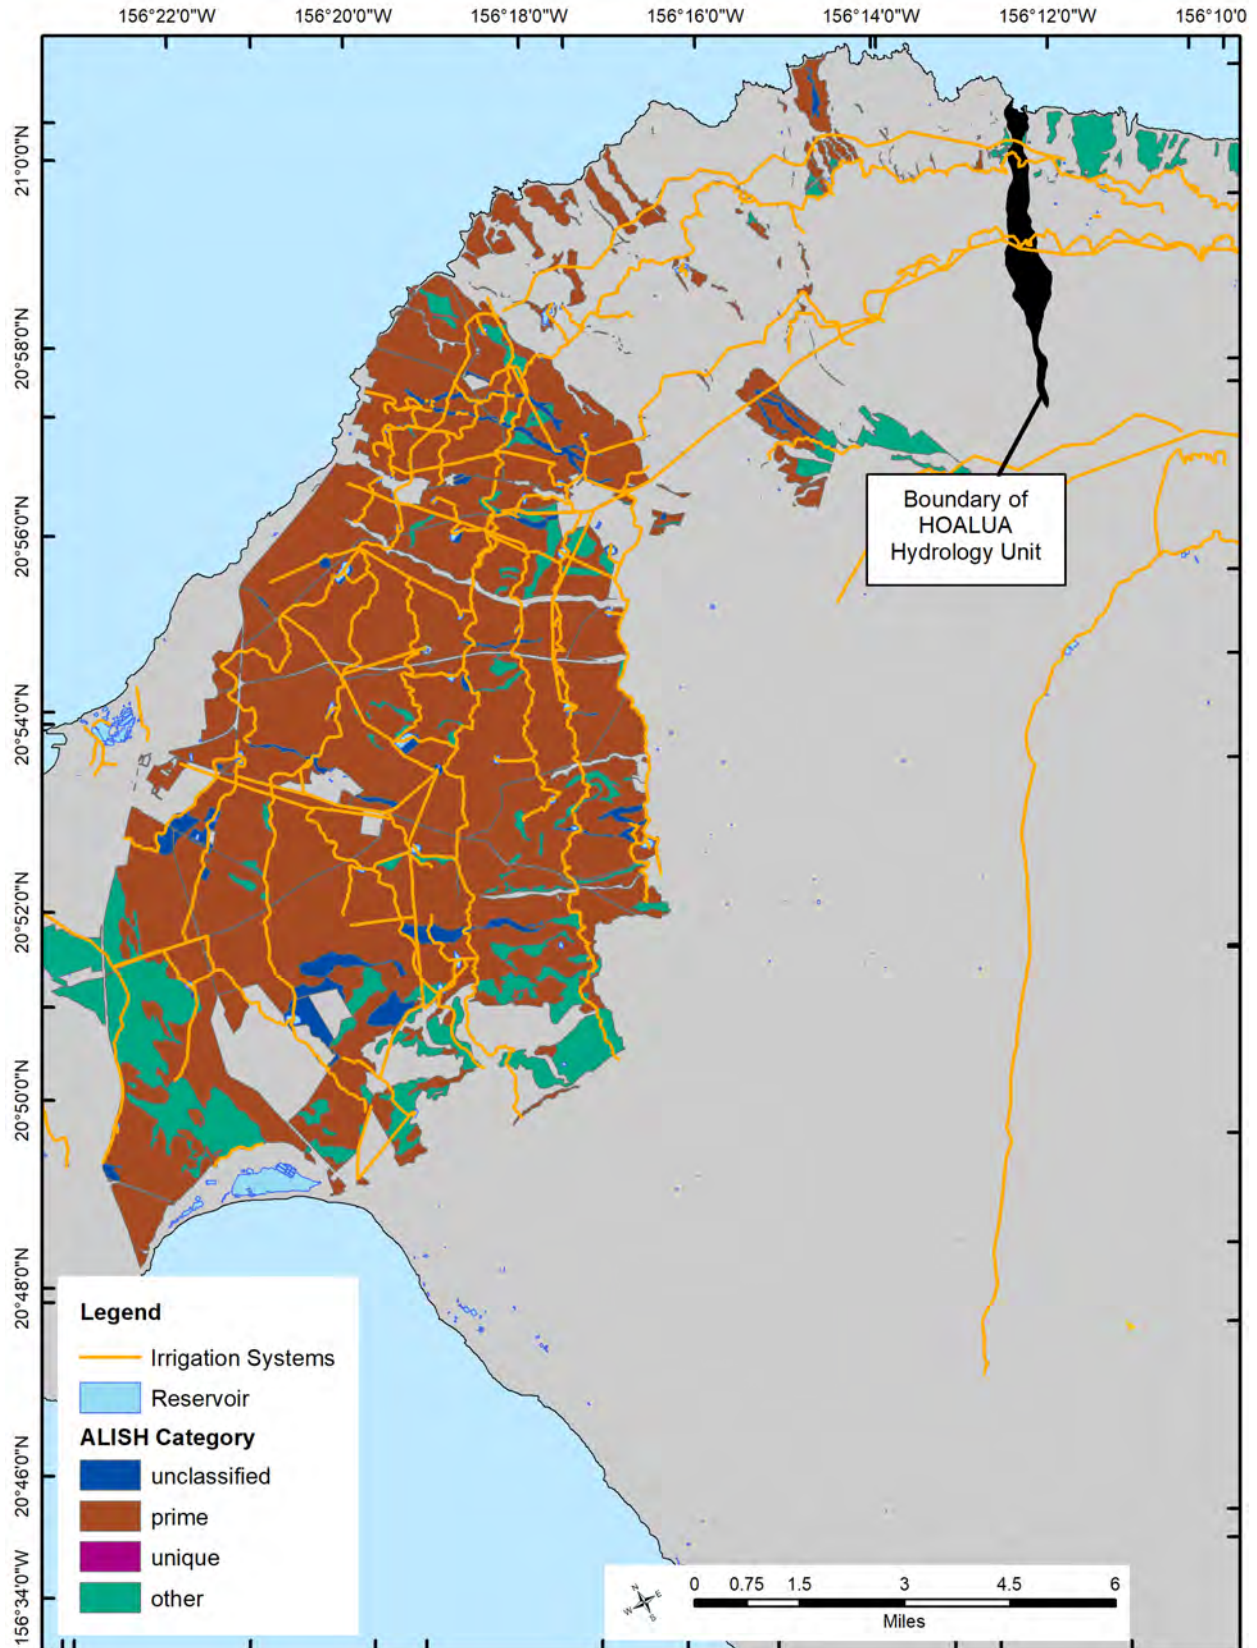 156°22'0"W 156°20'0"W 156°18'0"W 156°16'0"W 156°14'0"W 156°12'0"W 156°10'0"
21°0'0"N
20°58'0"N
20°56'0"N
20°54'0"N
20°52'0"N
20°50'0"N
20°48'0"N
20°46'0"N
156°34'0"W
Boundary of
HOALUA
Hydrology Unit
Legend
Irrigation Systems
Reservoir
ALISH Category
unclassified
prime
unique
other
N
E
W
S
0 0.75 1.5 3 4.5 6
Miles